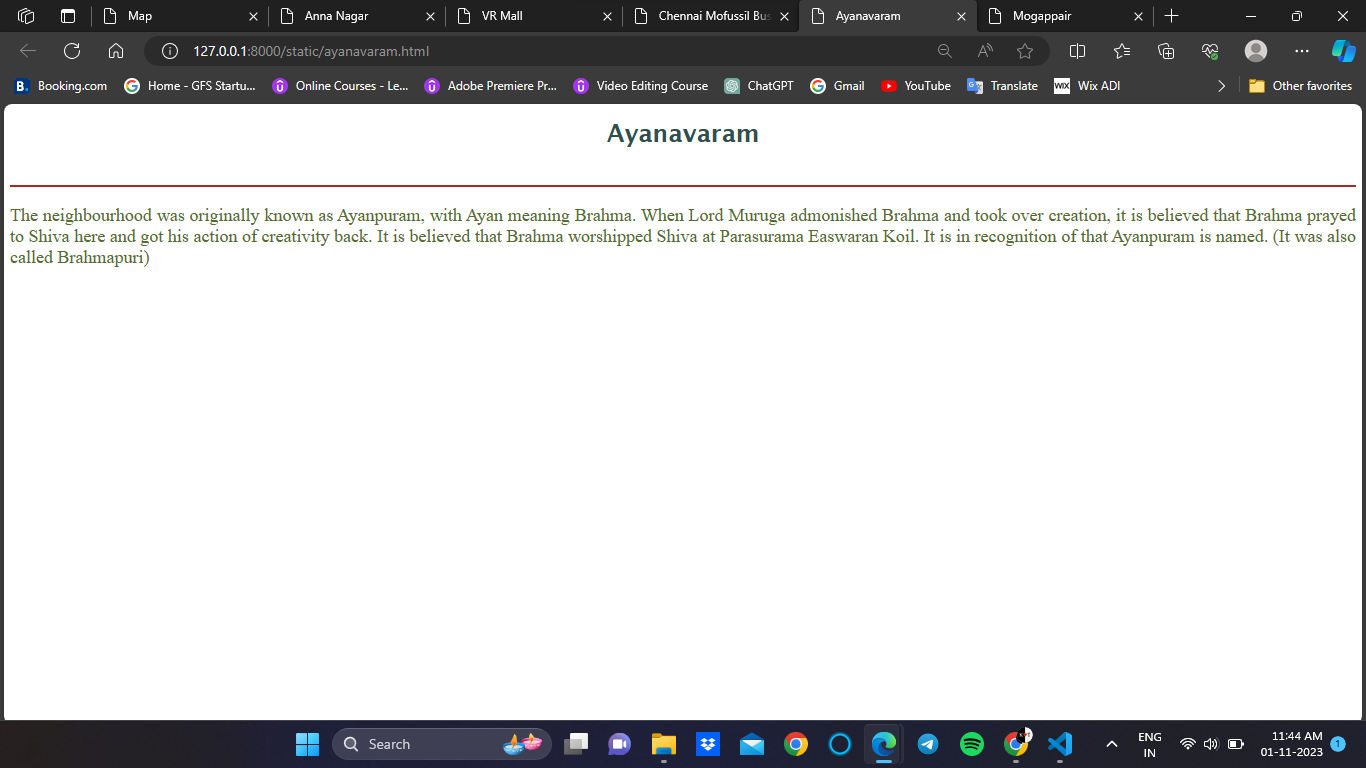 Map
Anna Nagar
VR Mall
Chennai Mofussil Bus
Ayanavaram
Mogappair
127.0.0.1:8000/static/ayanavaram.html
Booking.com
Home - GFS Startu...
Online Courses - Le...
Adobe Premiere Pr...
Video Editing Course
ChatGPT
Gmail
YouTube
Translate
WIX
Wix ADI
Other favorites
Ayanavaram
The neighbourhood was originally known as Ayanpuram, with Ayan meaning Brahma. When Lord Muruga admonished Brahma and took over creation, it is believed that Brahma prayed
to Shiva here and got his action of creativity back. It is believed that Brahma worshipped Shiva at Parasurama Easwaran Koil. It is in recognition of that Ayanpuram is named. (It was also
called Brahmapuri)
Search
ENG
IN
11:44 AM
01-11-2023
1